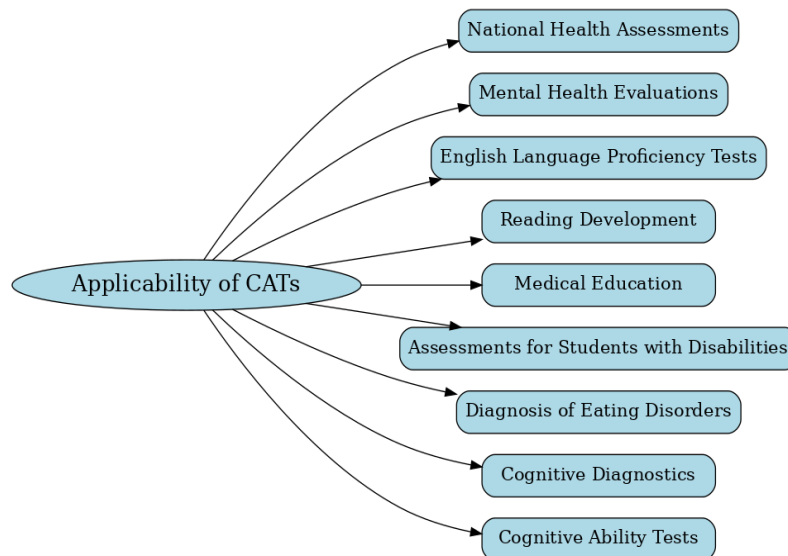 National Health Assessments
Mental Health Evaluations
English Language Proficiency Tests
Reading Development
Applicability of CATs
Medical Education
Assessments for Students with Disabilities
Diagnosis of Eating Disorders
Cognitive Diagnostics
Cognitive Ability Tests